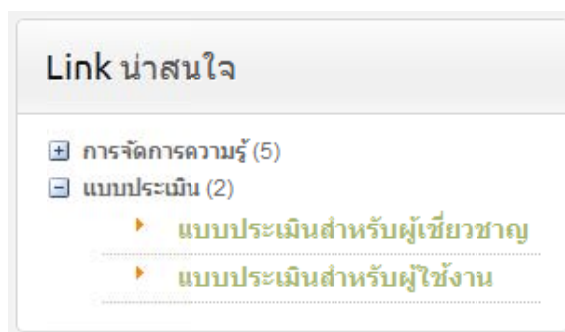 Link น่าสนใจ
การจัดการความรู้ (5)
แบบประเมิน (2)
แบบประเมินสำหรับผู้เชี่ยวชาญ
แบบประเมินสำหรับผู้ใช้งาน